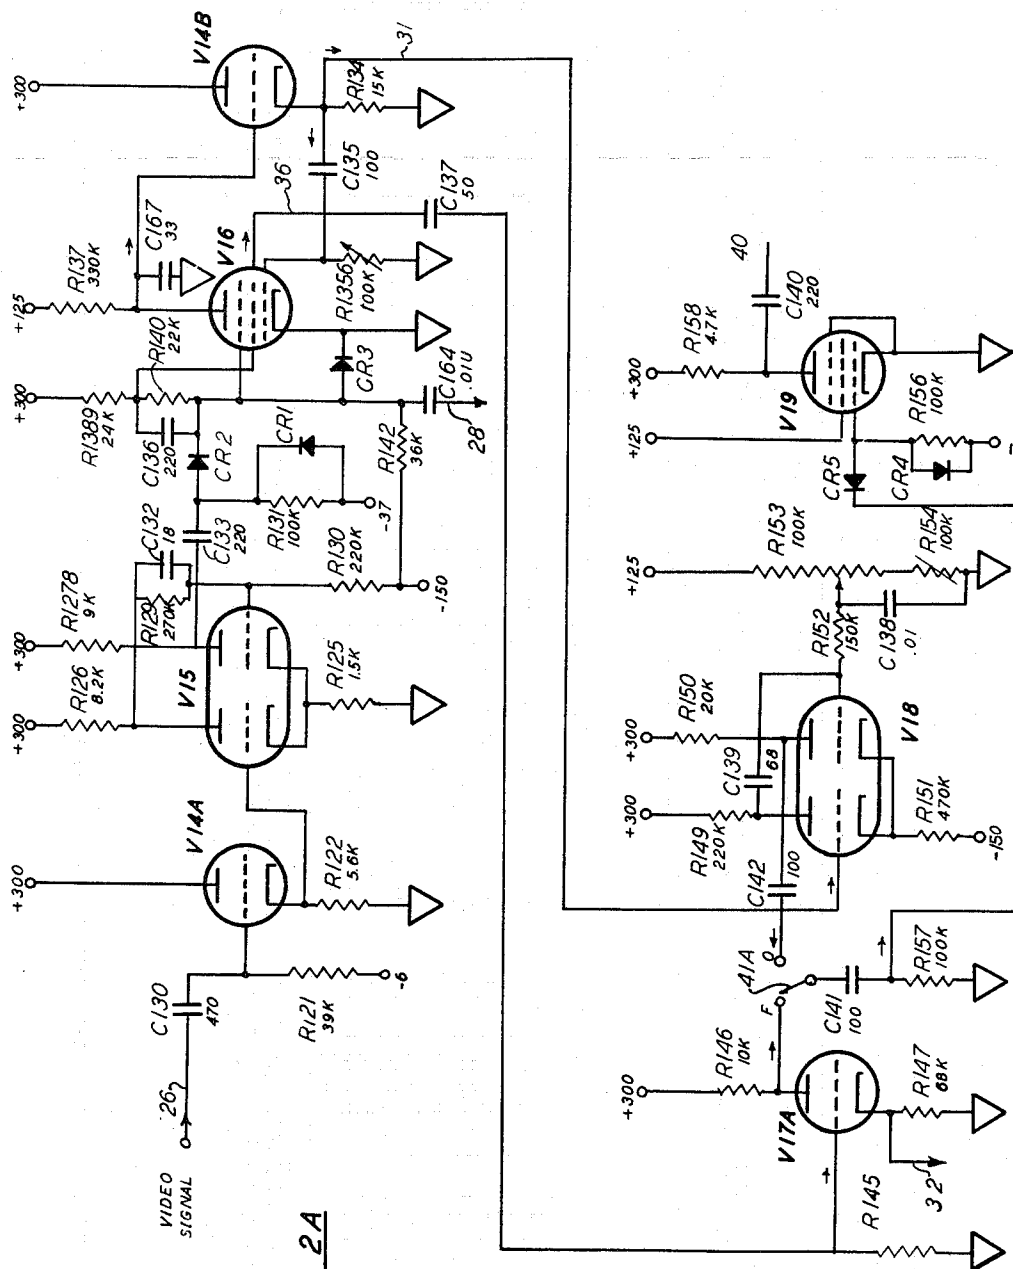 +300
V14B
31
R134
15K
C135
100
36
C137
50
R137
330K
C167
33
V16
+125
R1356
100K
R140
22K
CR3
C164
.01U
28
+300
R1389
24K
C136
220
CR2
CR1
R142
36K
C132
18
C133
220
R131
100K
-37
R129
270K
R130
220K
-150
R1278
9K
+300
R126
8.2K
+300
V15
R125
1.5K
V14A
+300
R122
5.6K
C130
470
R121
39K
-6
26
VIDEO
SIGNAL
2A
40
C140
220
R158
4.7K
+300
V19
R156
100K
+125
CR5
CR4
R153
100K
R154
100K
+125
R152
150K
C138
.01
R150
20K
+300
C139
68
V18
+300
R149
220K
R151
470K
-150
C142
100
41A
O
F
C141
100
R157
100K
R146
10K
+300
V17A
R147
68K
32
R145